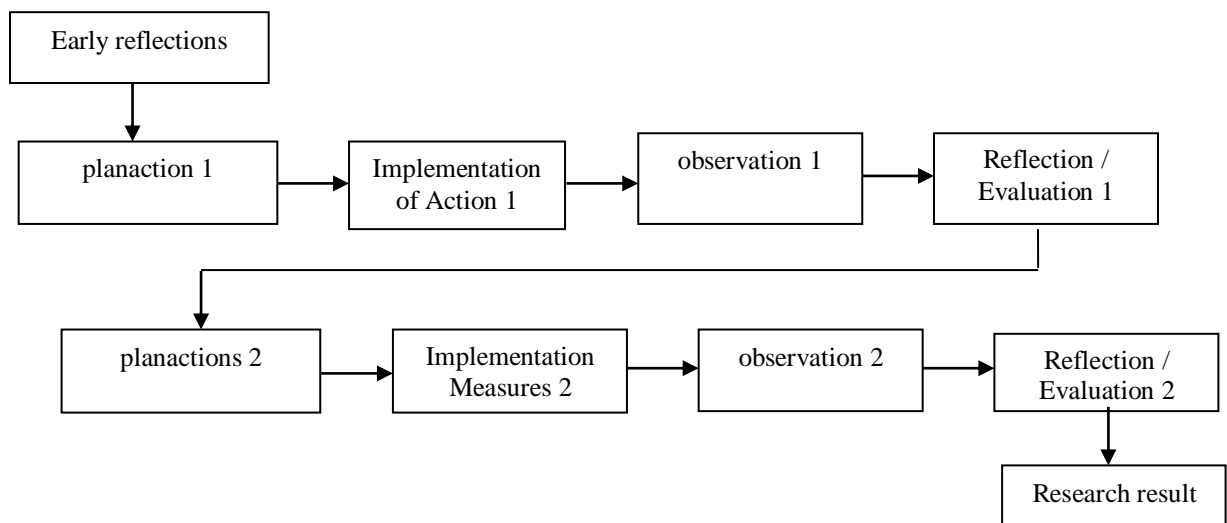 Early reflections
planaction 1
Implementation
of Action 1
observation 1
Reflection /
Evaluation 1
planactions 2
Implementation
Measures 2
observation 2
Reflection /
Evaluation 2
Research result